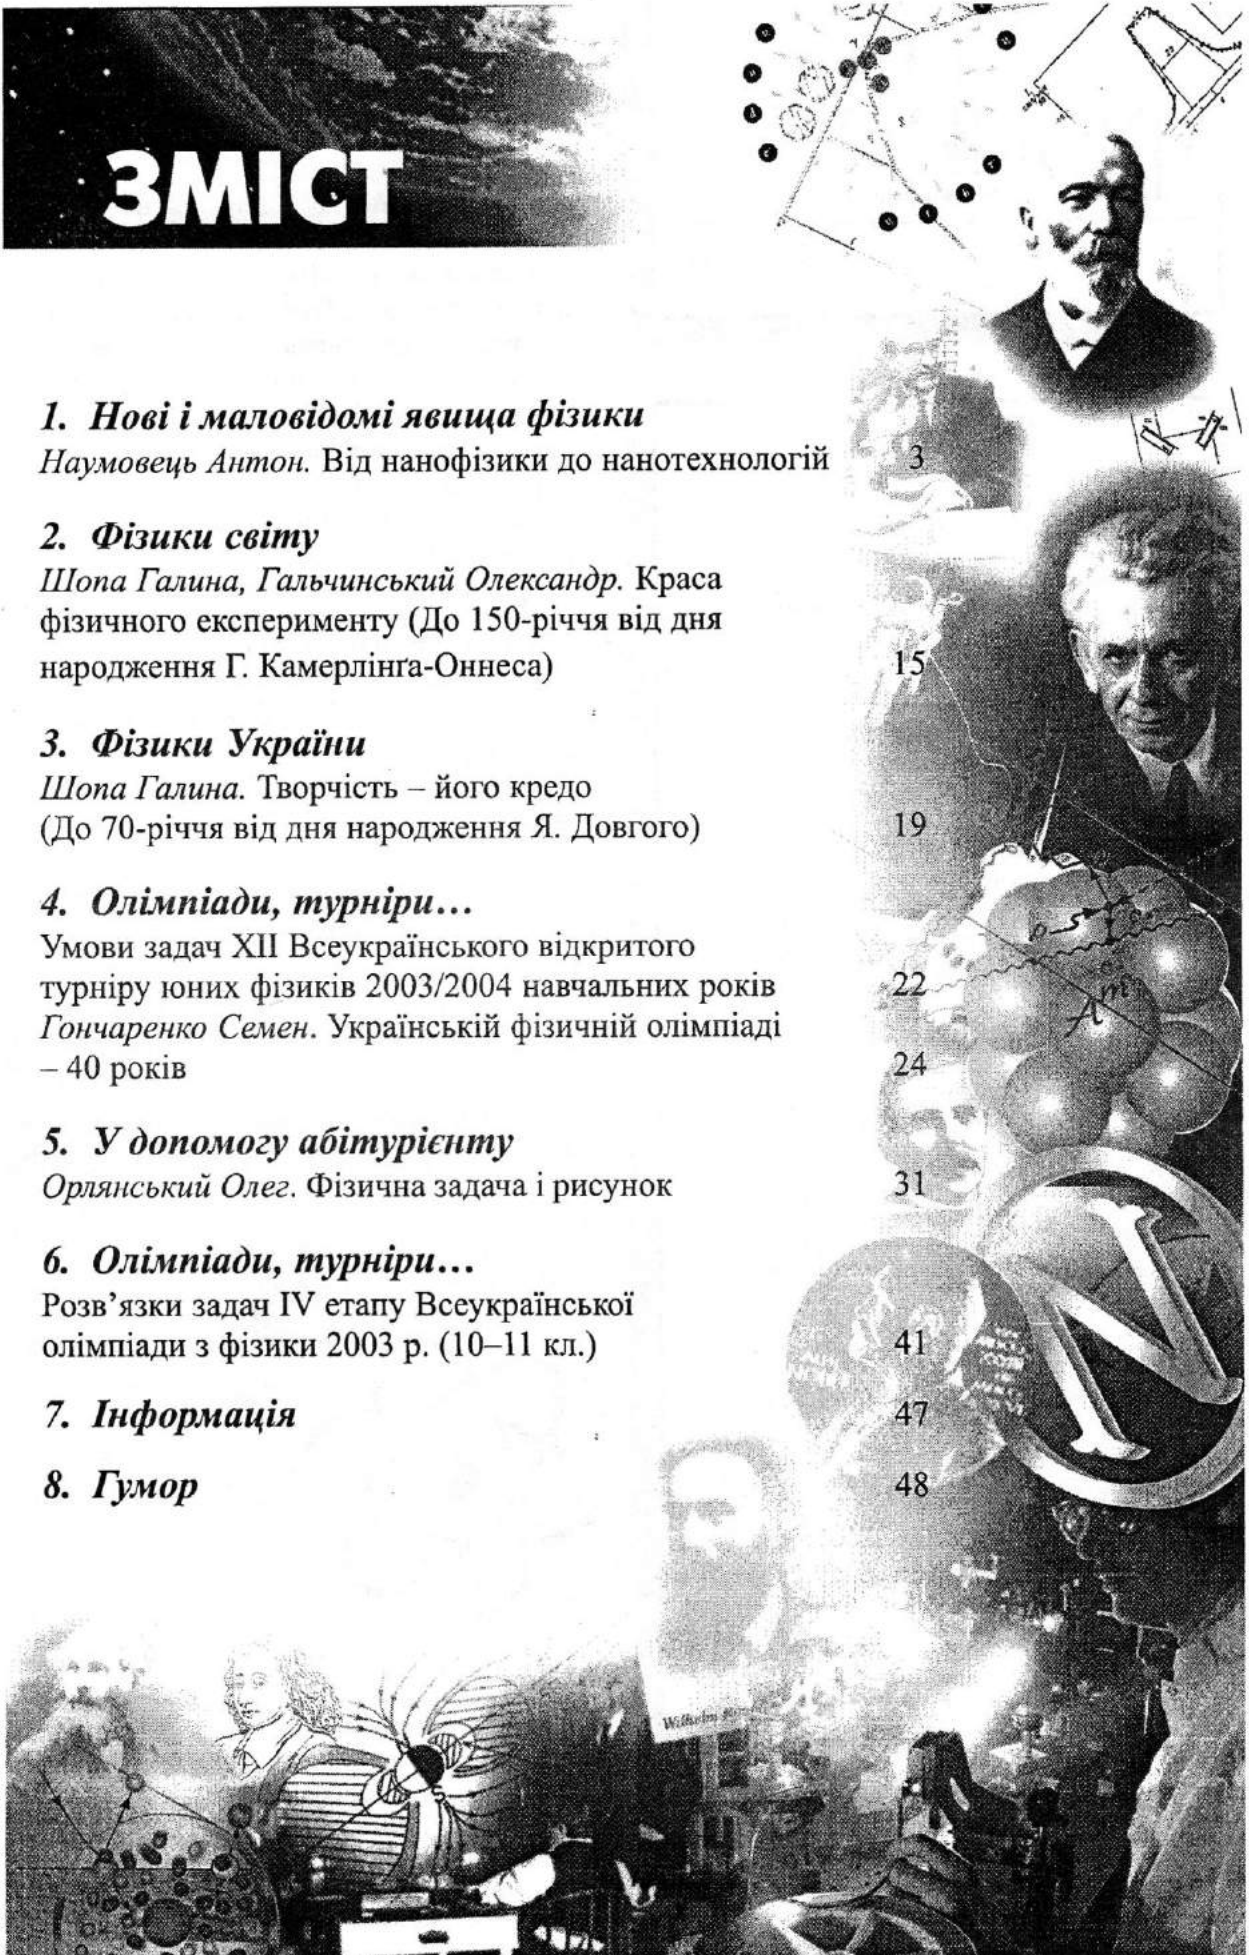 ЗМІСТ
1. Нові і маловідомі явища фізики
Наумовець Антон. Від нанофізики до нанотехнологій 3
2. Фізики світу
Шопа Галина, Гальчинський Олександр. Краса
фізичного експерименту (До 150-річчя від дня
народження Г. Камерлінґа-Оннеса) 15
3. Фізики України
Шопа Галина. Творчість – його кредо
(До 70-річчя від дня народження Я. Довгого) 19
4. Олімпіади, турніри...
Умови задач XII Всеукраїнського відкритого
турніру юних фізиків 2003/2004 навчальних років 22
Гончаренко Семен. Українській фізичній олімпіаді
– 40 років 24
5. У допомогу абітурієнту
Орлянський Олег. Фізична задача і рисунок 31
6. Олімпіади, турніри...
Розв’язки задач IV етапу Всеукраїнської
олімпіади з фізики 2003 р. (10–11 кл.) 41
7. Інформація 47
8. Гумор 48
N
A
Wilhelm